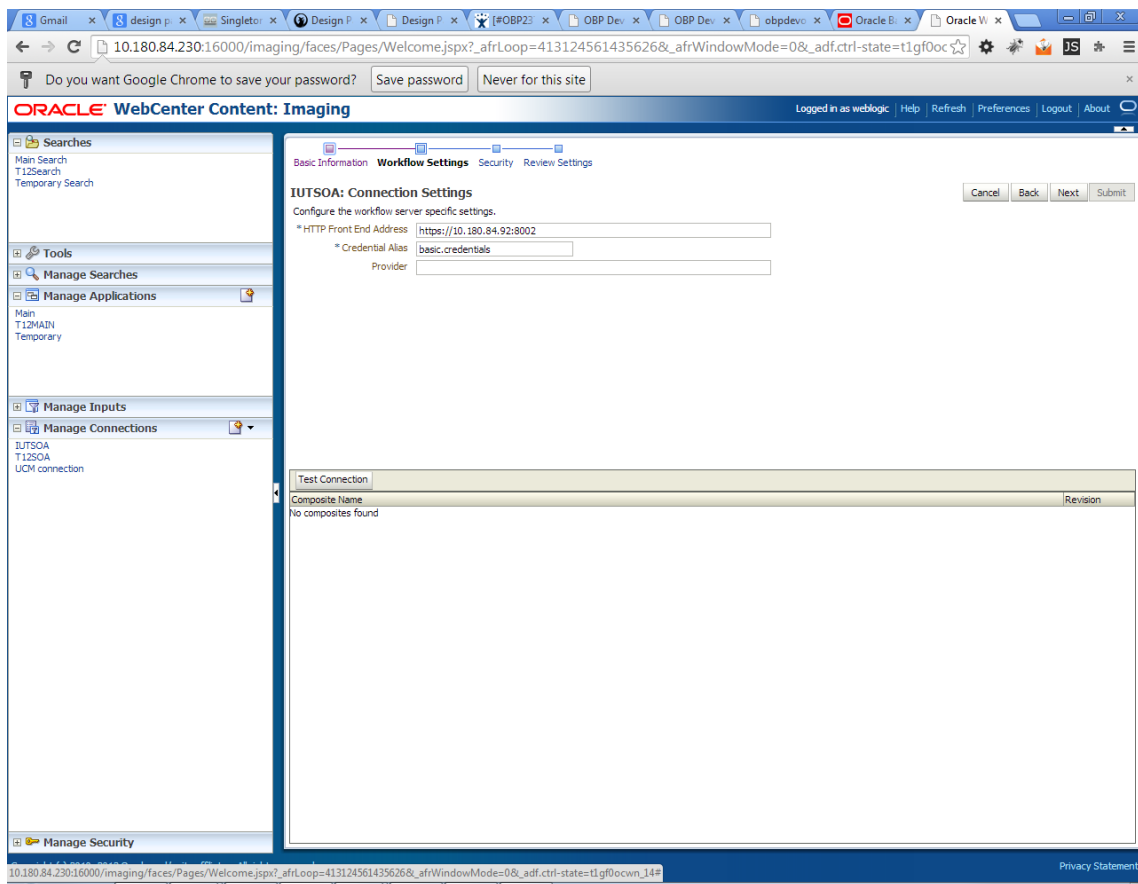 Gmail design pa Singletor Design P Design P [#OBP23 OBP Dev OBP Dev obpdevo Oracle Ba Oracle W
10.180.84.230:16000/imaging/faces/Pages/Welcome.jspx?_afrLoop=413124561435626&_afrWindowMode=0&_adf.ctrl-state=t1gf0oc
JS
Do you want Google Chrome to save your password? Save password Never for this site
ORACLE WebCenter Content: Imaging
Logged in as weblogic Help Refresh Preferences Logout About
Searches
Main Search
T12Search
Temporary Search
Tools
Manage Searches
Manage Applications
Main
T12MAIN
Temporary
Manage Inputs
Manage Connections
IUTSOA
T12SOA
UCM connection
Manage Security
Basic Information Workflow Settings Security Review Settings
IUTSOA: Connection Settings
Cancel Back Next Submit
Configure the workflow server specific settings.
* HTTP Front End Address https://10.180.84.92:8002
* Credential Alias basic.credentials
Provider
Test Connection
Composite Name Revision
No composites found
10.180.84.230:16000/imaging/faces/Pages/Welcome.jspx?_afrLoop=413124561435626&_afrWindowMode=0&_adf.ctrl-state=t1gf0ocwn_14#
Privacy Statement